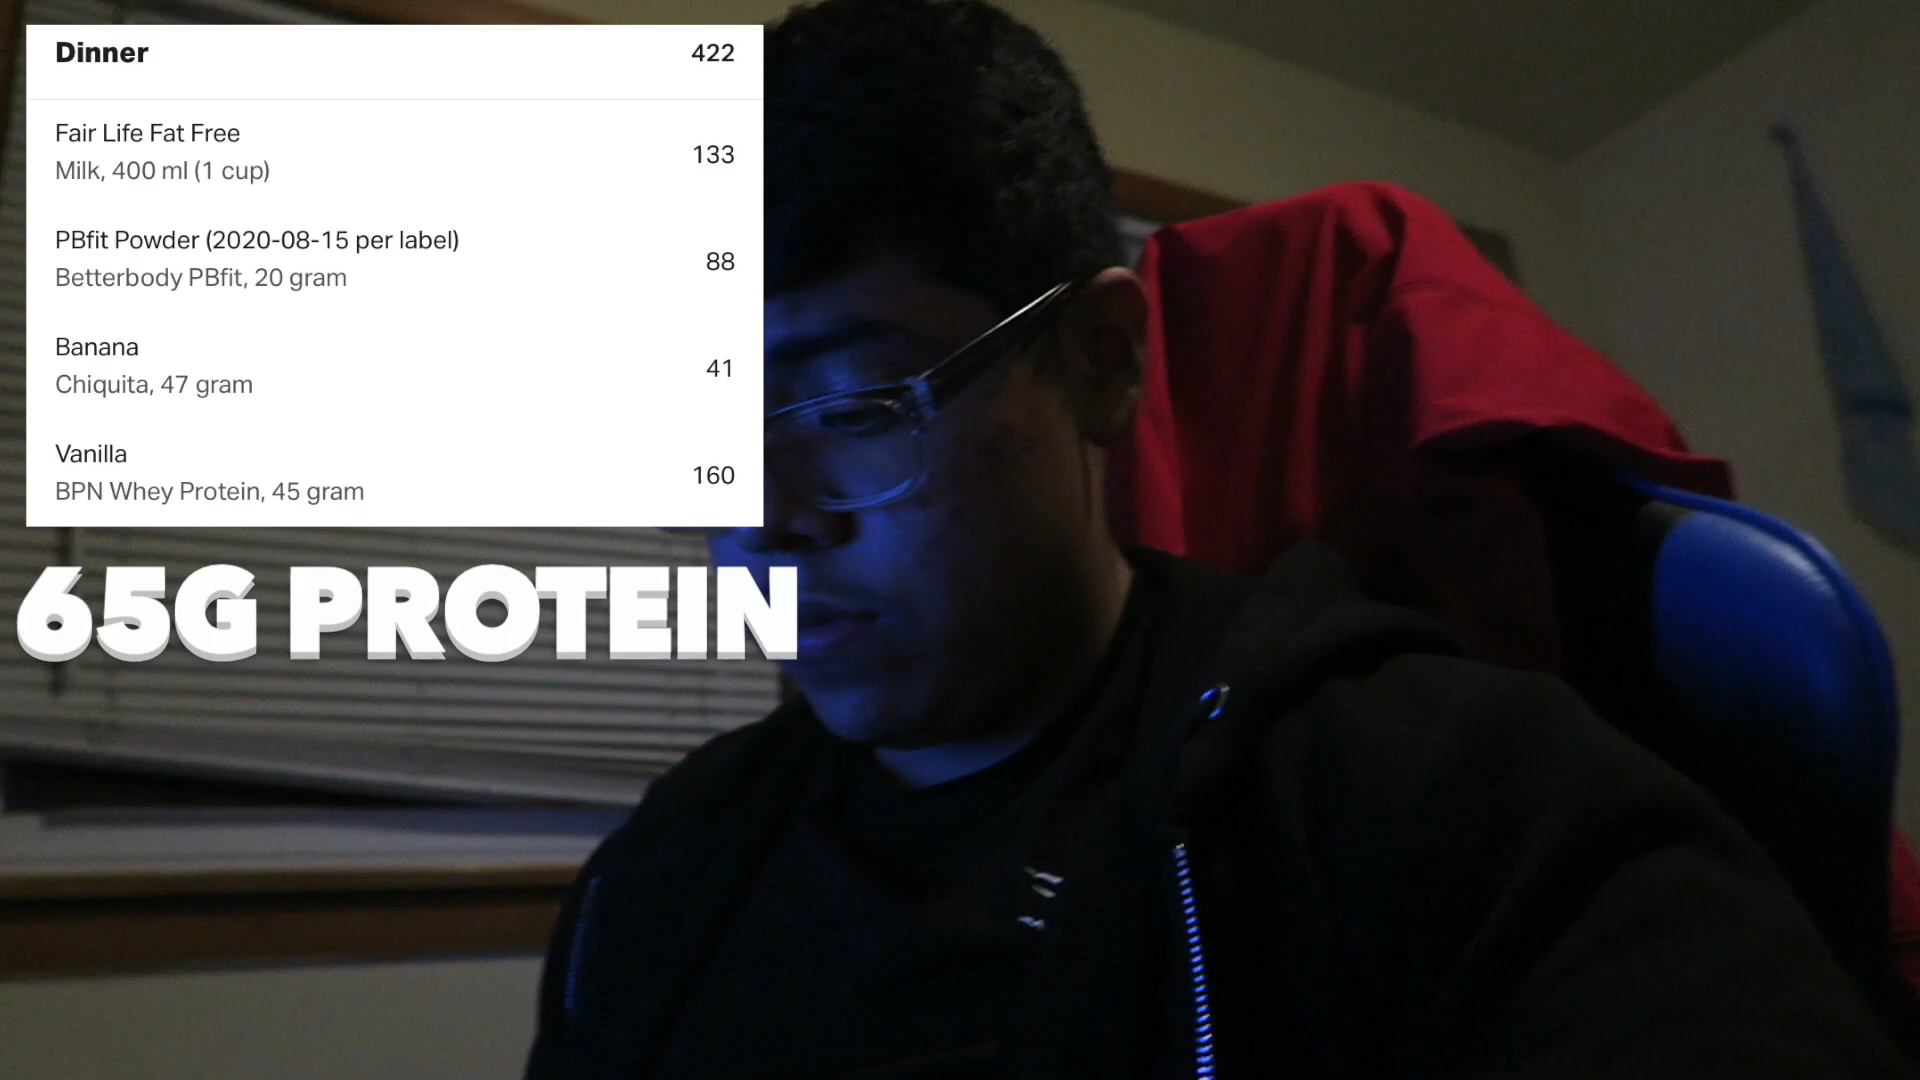 Dinner 422
Fair Life Fat Free
Milk, 400 ml (1 cup) 133
PBfit Powder (2020-08-15 per label)
Betterbody PBfit, 20 gram 88
Banana
Chiquita, 47 gram 41
Vanilla
BPN Whey Protein, 45 gram 160
65G PROTEIN